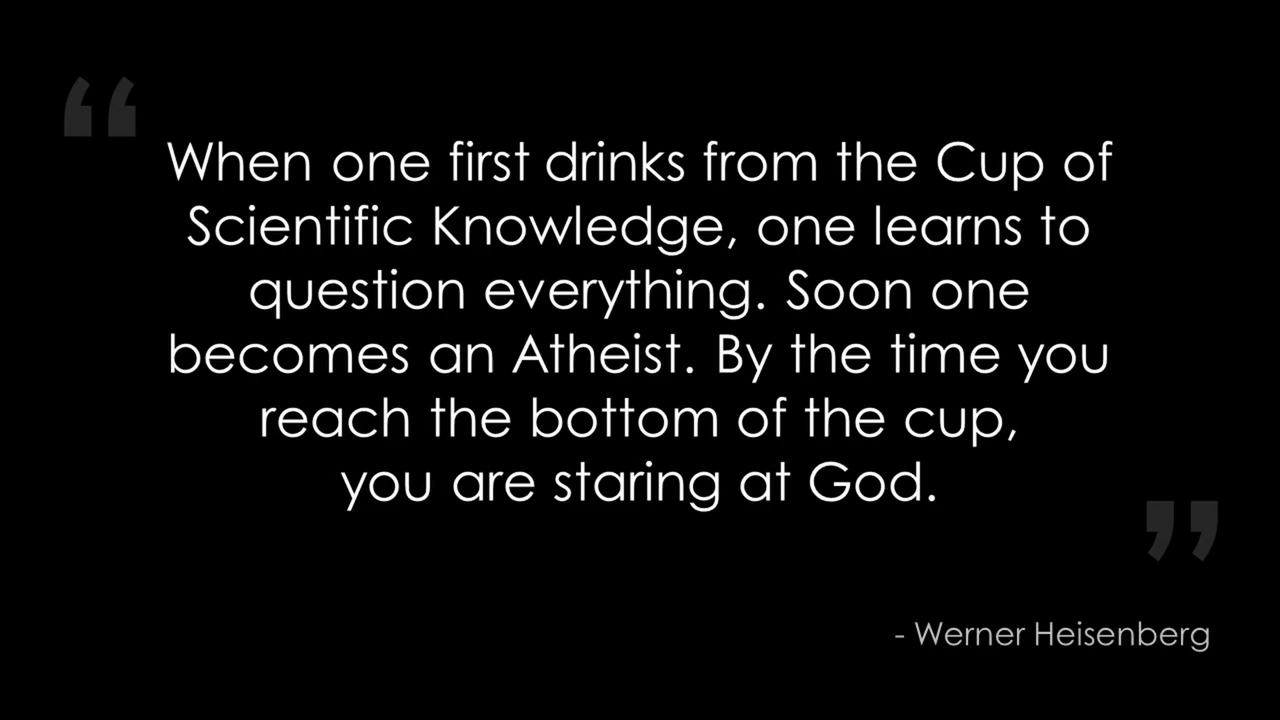 “
When one first drinks from the Cup of
Scientific Knowledge, one learns to
question everything. Soon one
becomes an Atheist. By the time you
reach the bottom of the cup,
you are staring at God.
”
- Werner Heisenberg